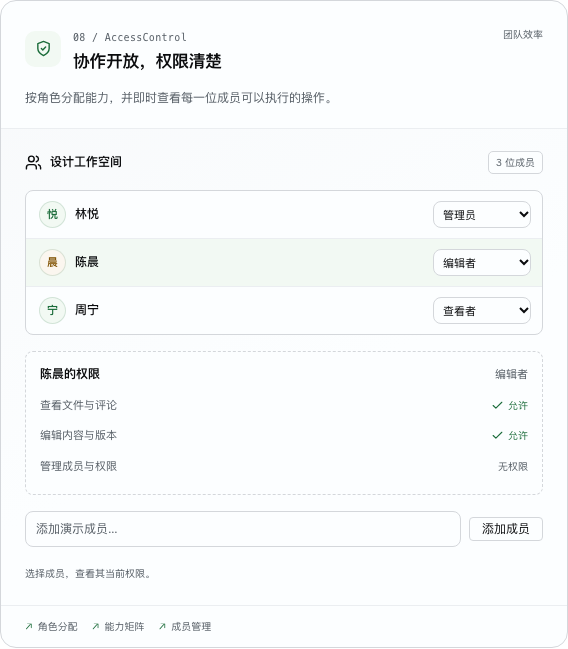 08 / AccessControl
团队效率
协作开放，权限清楚
按角色分配能力，并即时查看每一位成员可以执行的操作。
设计工作空间
3 位成员
悦 林悦 管理员
晨 陈晨 编辑者
宁 周宁 查看者
陈晨的权限 编辑者
查看文件与评论 允许
编辑内容与版本 允许
管理成员与权限 无权限
添加演示成员... 添加成员
选择成员，查看其当前权限。
角色分配 能力矩阵 成员管理